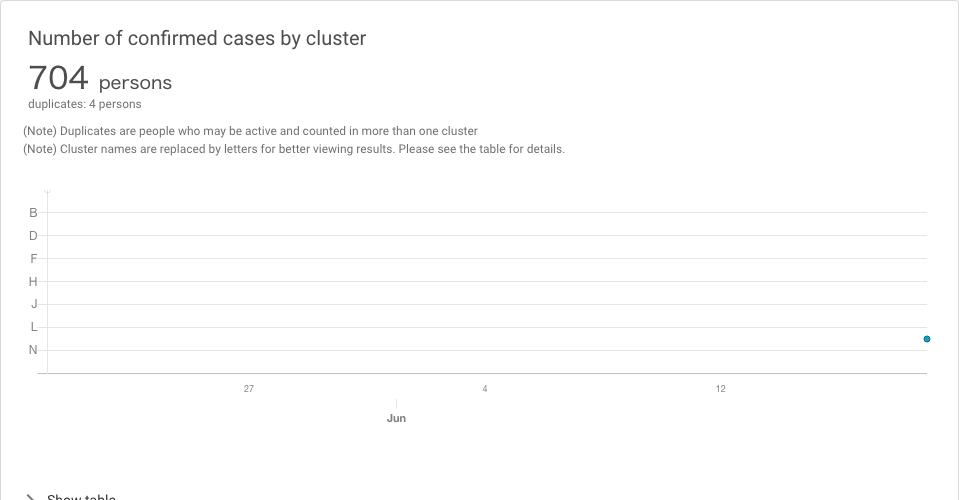 Number of confirmed cases by cluster
704 persons
duplicates: 4 persons
(Note) Duplicates are people who may be active and counted in more than one cluster
(Note) Cluster names are replaced by letters for better viewing results. Please see the table for details.
B
D
F
H
J
L
N
27 4 12
Jun
Show table